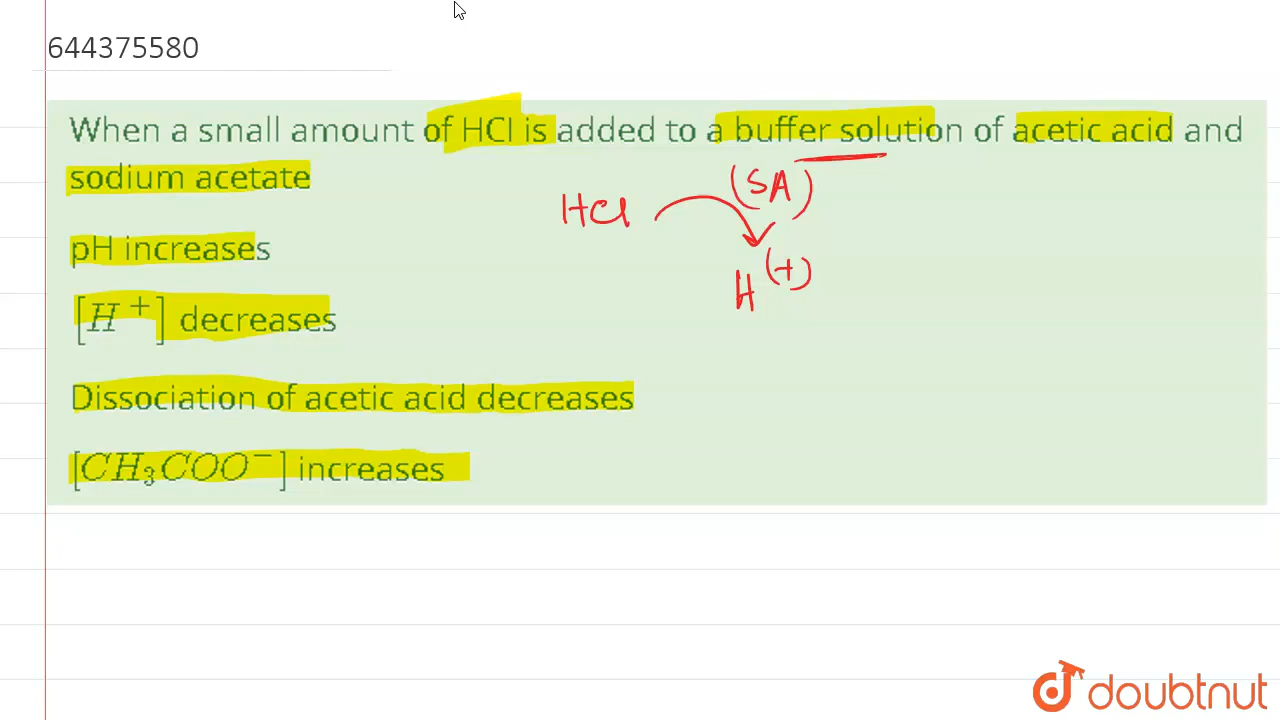 644375580
When a small amount of HCl is added to a buffer solution of acetic acid and
sodium acetate
(SA)
HCl
pH increases
H(+)
[H⁺] decreases
Dissociation of acetic acid decreases
[CH₃COO⁻] increases
doubtnut